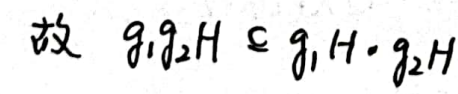 故 g₁g₂H ⊆ g₁H · g₂H